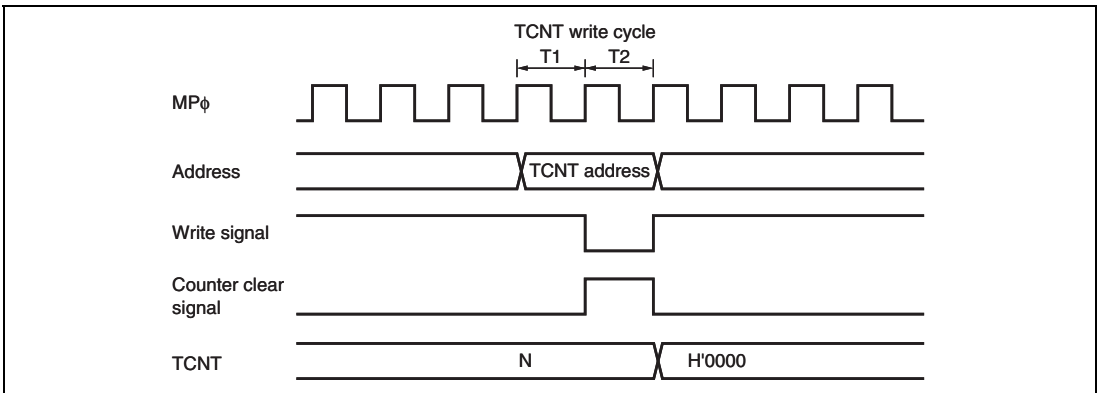 TCNT write cycle
T1 T2
MPϕ
Address TCNT address
Write signal
Counter clear
signal
TCNT N H'0000